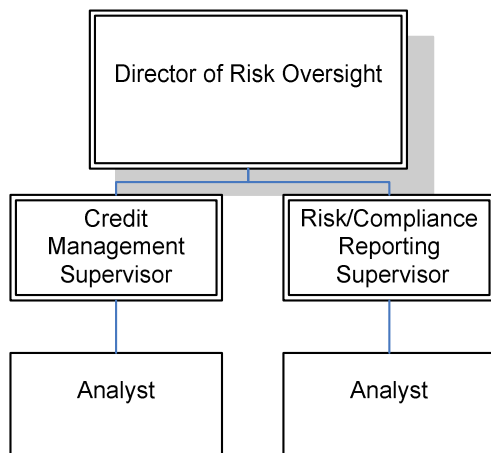 Director of Risk Oversight
Credit
Management
Supervisor
Risk/Compliance
Reporting
Supervisor
Analyst
Analyst